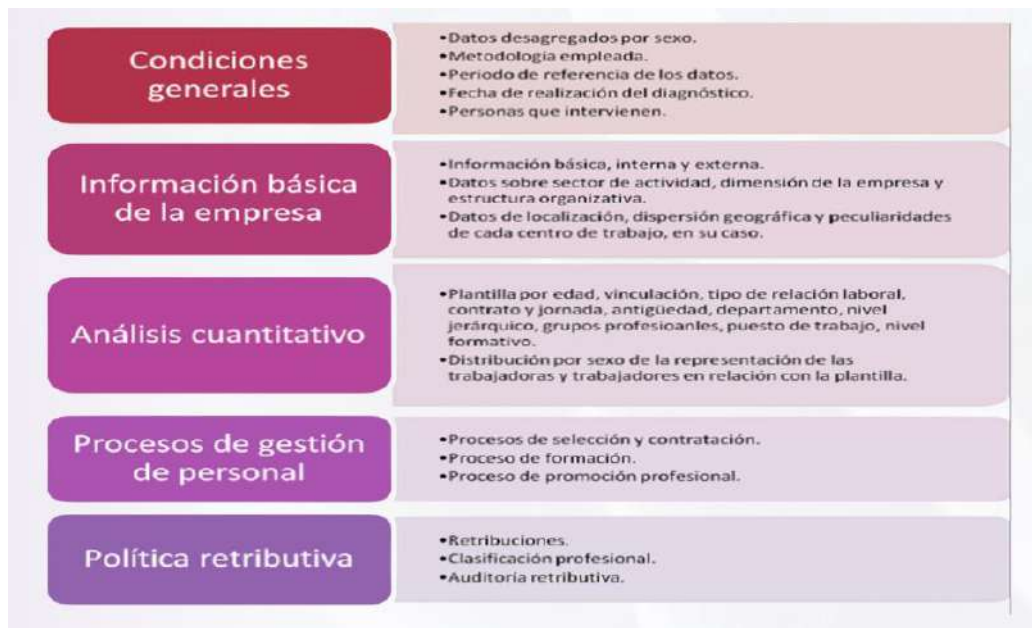 Condiciones
generales
•Datos desagregados por sexo.
•Metodología empleada.
•Periodo de referencia de los datos.
•Fecha de realización del diagnóstico.
•Personas que intervienen.
Información básica
de la empresa
•Información básica, interna y externa.
•Datos sobre sector de actividad, dimensión de la empresa y
estructura organizativa.
•Datos de localización, dispersión geográfica y peculiaridades
de cada centro de trabajo, en su caso.
Análisis cuantitativo
•Plantilla por edad, vinculación, tipo de relación laboral,
contrato y jornada, antigüedad, departamento, nivel
jerárquico, grupos profesioanles, puesto de trabajo, nivel
formativo.
•Distribución por sexo de la representación de las
trabajadoras y trabajadores en relación con la plantilla.
Procesos de gestión
de personal
•Procesos de selección y contratación.
•Proceso de formación.
•Proceso de promoción profesional.
Política retributiva
•Retribuciones.
•Clasificación profesional.
•Auditoría retributiva.